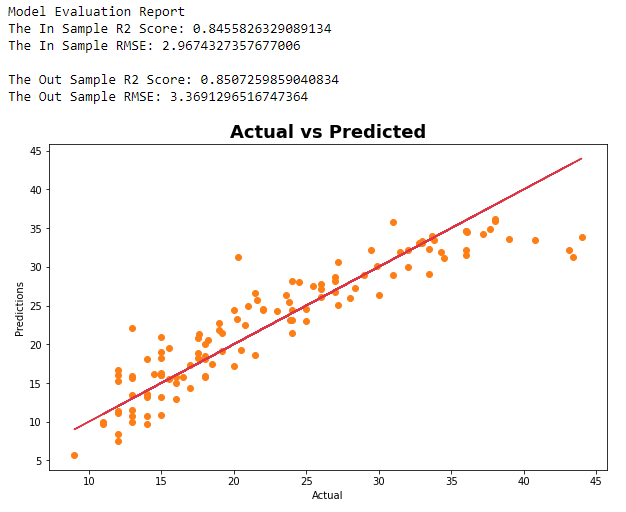 Model Evaluation Report
The In Sample R2 Score: 0.8455826329089134
The In Sample RMSE: 2.9674327357677006
The Out Sample R2 Score: 0.8507259859040834
The Out Sample RMSE: 3.3691296516747364
Actual vs Predicted
45
40
35
30
25
20
15
10
5
Predictions
10
15
20
25
30
35
40
45
Actual